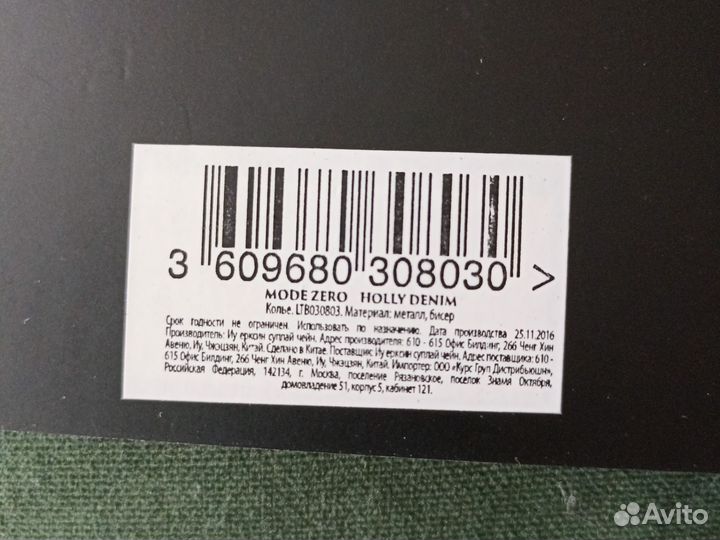 3 609680 308030 >
MODE ZERO HOLLY DENIM
Колье. LTB030803. Материал: металл, бисер
Срок годности не ограничен. Использовать по назначению. Дата производства 25.11.2016
Производитель: Иу ерксин суплай чейн. Адрес производителя: 610 -
615 Офис Билдинг, 266 Ченг Хин
Авеню, Иу, Чжэцзян, Китай. Сделано в Китае. Поставщик: Иу ерксин суплай чейн. Адрес поставщика: 610 -
615 Офис Билдинг, 266 Ченг Хин Авеню, Иу, Чжэцзян, Китай. Импортер: ООО «Курс Груп Дистрибьюшн»,
Российская Федерация, 142134, г. Москва, поселение Рязановское, поселок Знамя Октября,
домовладение 51, корпус 5, кабинет 121.
Avito